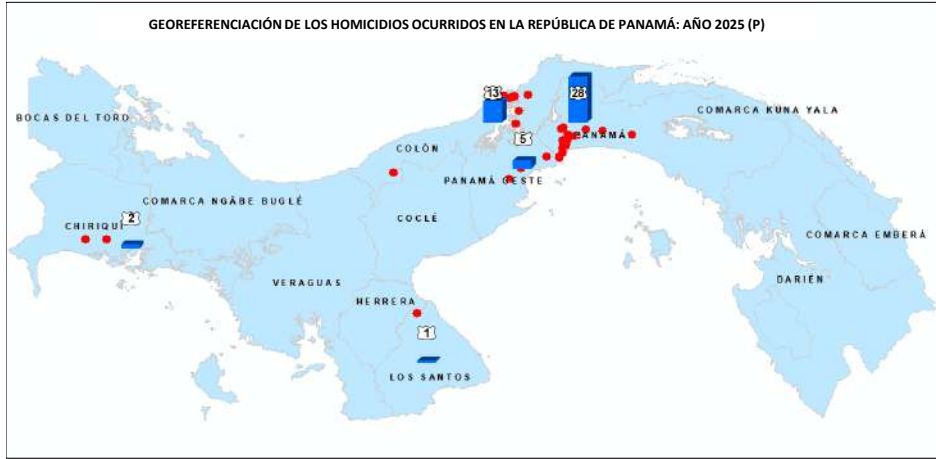 GEOREFERENCIACIÓN DE LOS HOMICIDIOS OCURRIDOS EN LA REPÚBLICA DE PANAMÁ: AÑO 2025 (P)
13
28
COMARCA KUNA YALA
BOCAS DEL TORO
5
PANAMÁ
COLÓN
PANAMÁ OESTE
COMARCA NGÄBE BUGLÉ
2
COCLÉ
CHIRIQUÍ
COMARCA EMBERÁ
VERAGUAS
DARIÉN
HERRERA
1
LOS SANTOS